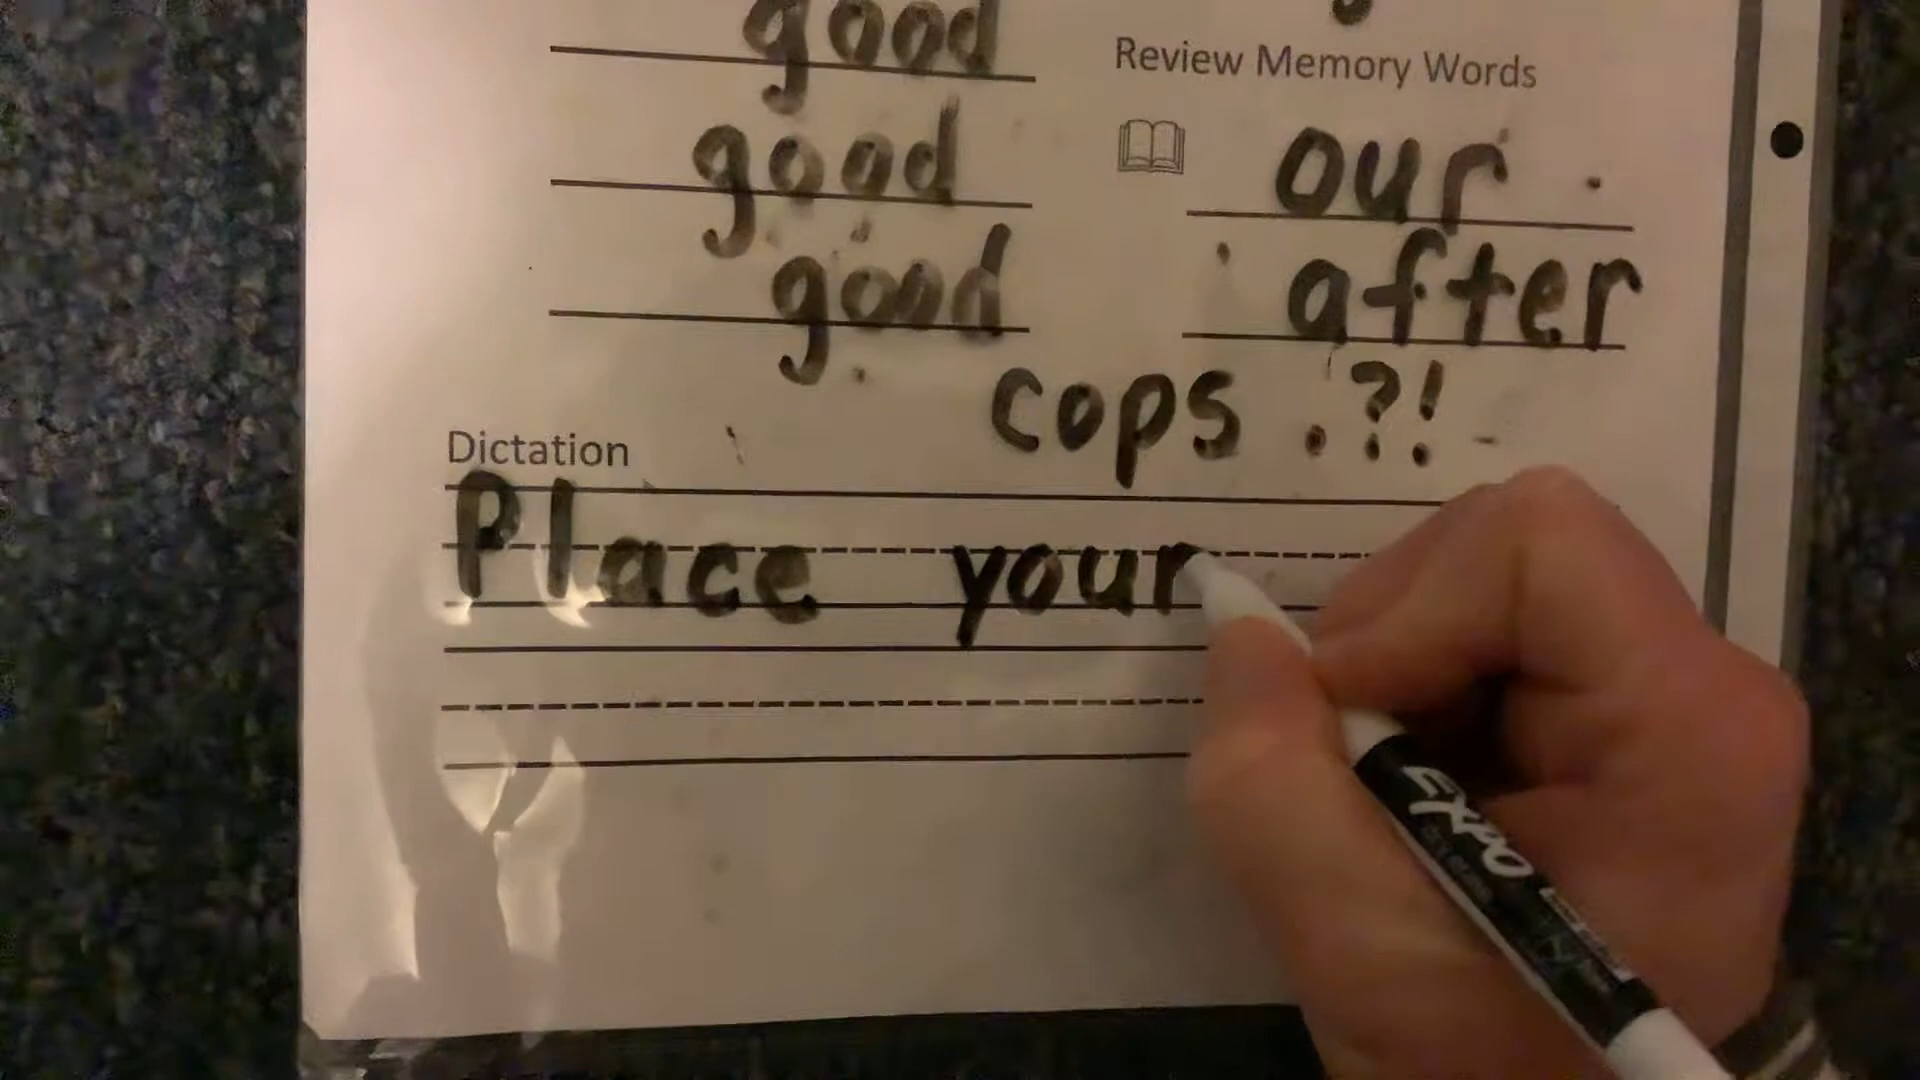 good
good
good
Review Memory Words
our
after
cops .?!
Dictation
Place your
EXPO